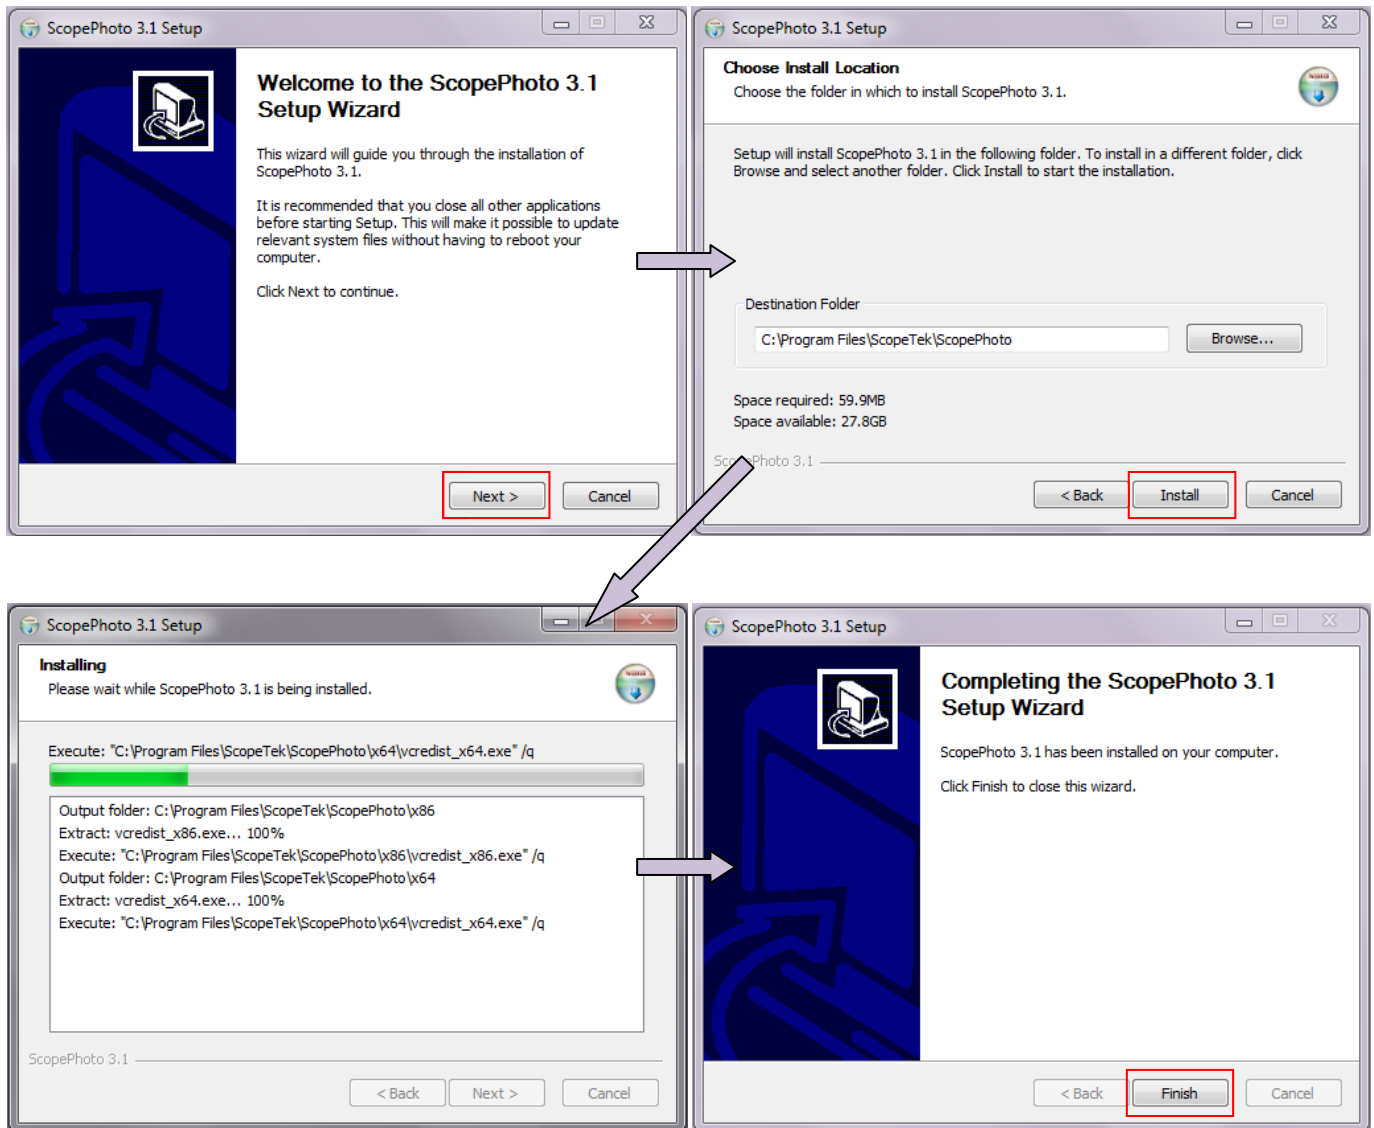 ScopePhoto 3.1 Setup
Welcome to the ScopePhoto 3.1
Setup Wizard
This wizard will guide you through the installation of
ScopePhoto 3.1.
It is recommended that you close all other applications
before starting Setup. This will make it possible to update
relevant system files without having to reboot your
computer.
Click Next to continue.
Next >
Cancel
ScopePhoto 3.1 Setup
Choose Install Location
Choose the folder in which to install ScopePhoto 3.1.
Setup will install ScopePhoto 3.1 in the following folder. To install in a different folder, click
Browse and select another folder. Click Install to start the installation.
Destination Folder
C:\Program Files\ScopeTek\ScopePhoto
Browse...
Space required: 59.9MB
Space available: 27.8GB
ScopePhoto 3.1
< Back
Install
Cancel
ScopePhoto 3.1 Setup
Installing
Please wait while ScopePhoto 3.1 is being installed.
Execute: "C:\Program Files\ScopeTek\ScopePhoto\x64\vcredist_x64.exe" /q
Output folder: C:\Program Files\ScopeTek\ScopePhoto\x86
Extract: vcredist_x86.exe... 100%
Execute: "C:\Program Files\ScopeTek\ScopePhoto\x86\vcredist_x86.exe" /q
Output folder: C:\Program Files\ScopeTek\ScopePhoto\x64
Extract: vcredist_x64.exe... 100%
Execute: "C:\Program Files\ScopeTek\ScopePhoto\x64\vcredist_x64.exe" /q
ScopePhoto 3.1
< Back
Next >
Cancel
ScopePhoto 3.1 Setup
Completing the ScopePhoto 3.1
Setup Wizard
ScopePhoto 3.1 has been installed on your computer.
Click Finish to close this wizard.
< Back
Finish
Cancel